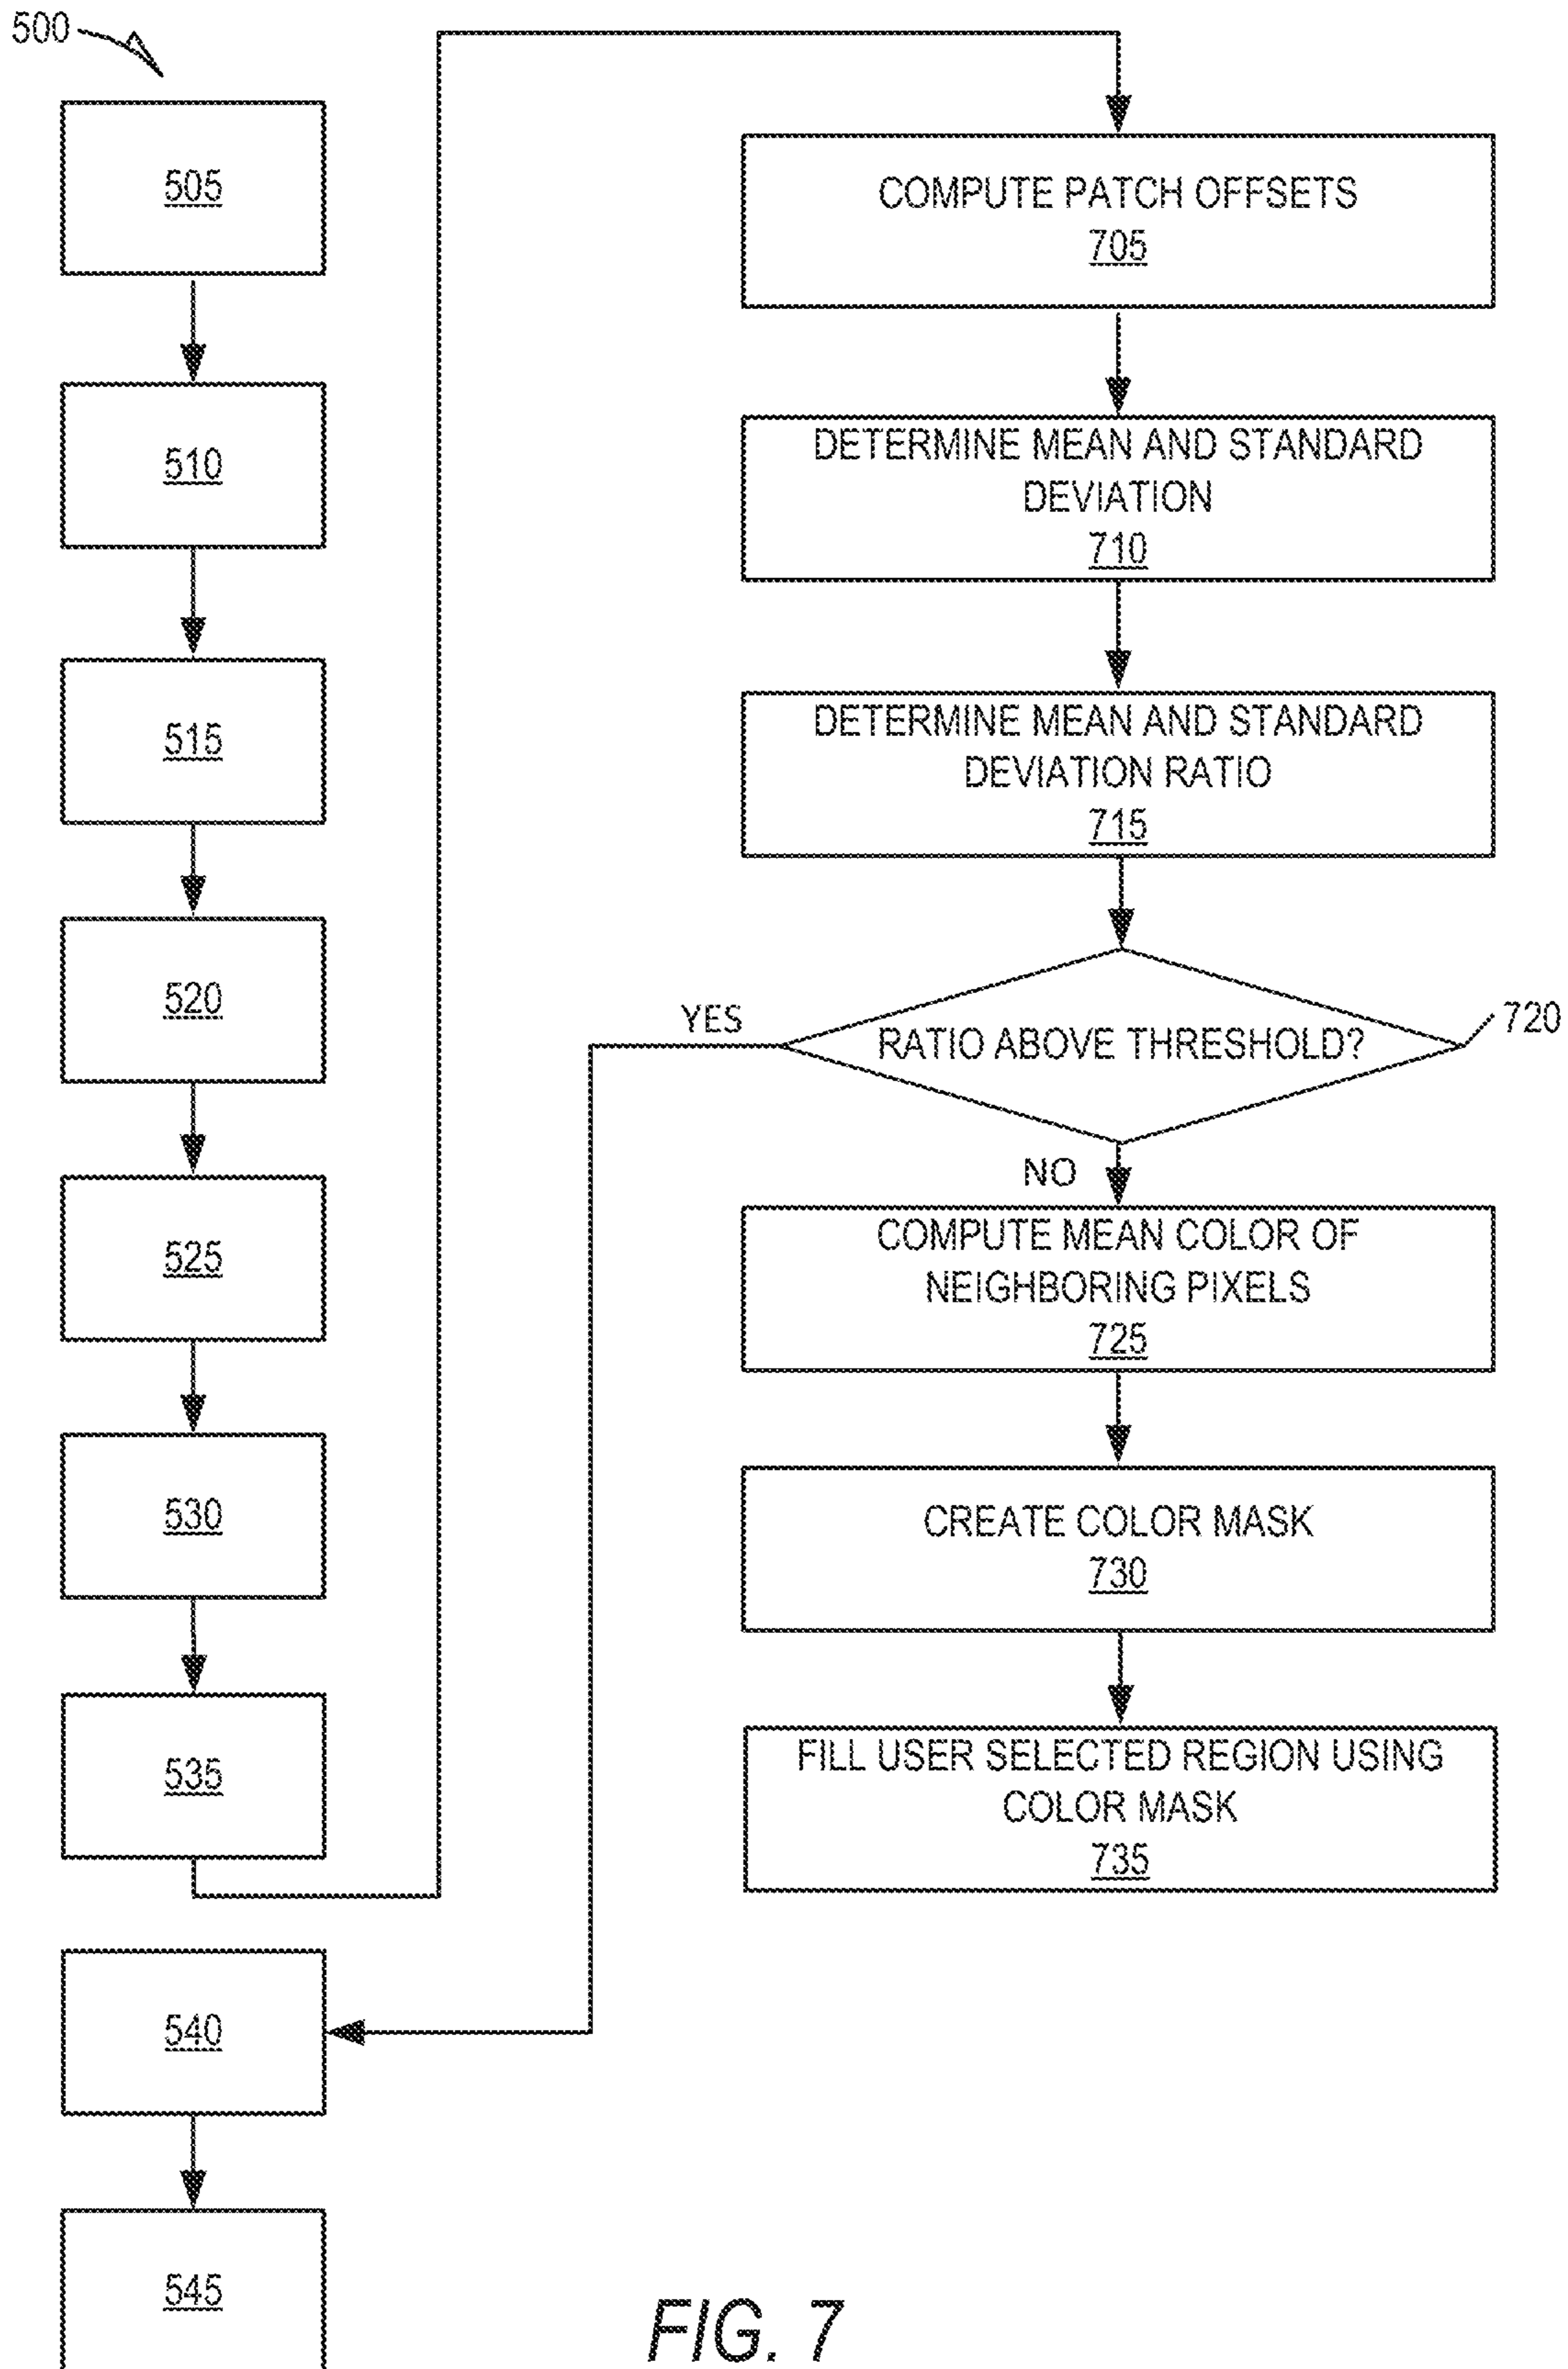 500
505
510
515
520
525
530
535
540
545
COMPUTE PATCH OFFSETS
705
DETERMINE MEAN AND STANDARD
DEVIATION
710
DETERMINE MEAN AND STANDARD
DEVIATION RATIO
715
RATIO ABOVE THRESHOLD?
720
YES
NO
COMPUTE MEAN COLOR OF
NEIGHBORING PIXELS
725
CREATE COLOR MASK
730
FILL USER SELECTED REGION USING
COLOR MASK
735
FIG. 7